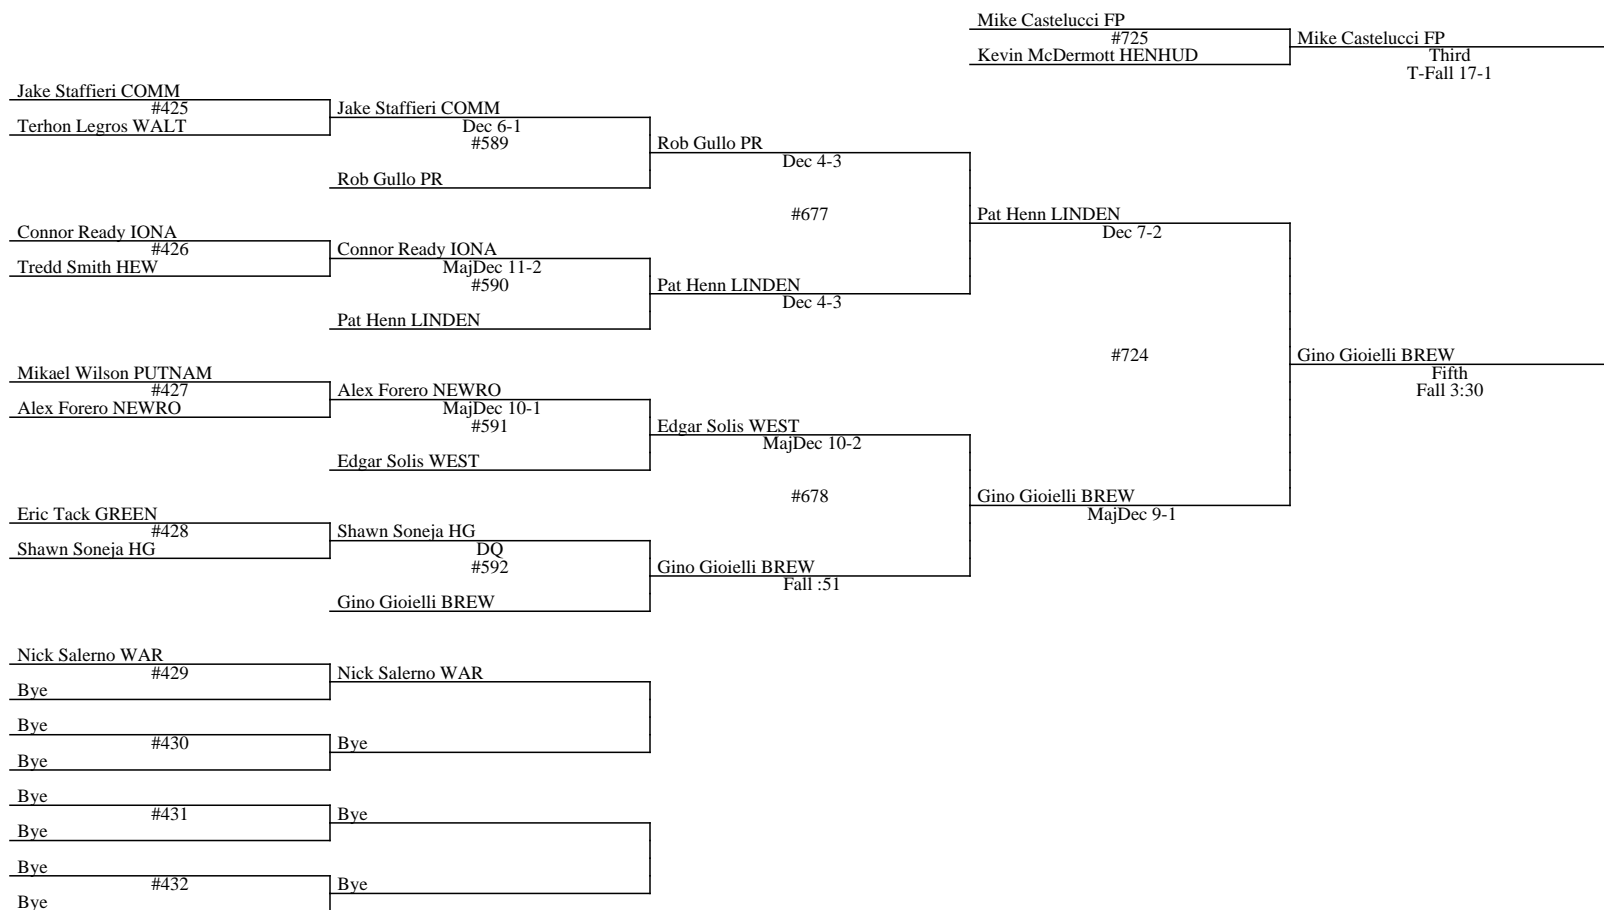 Mike Castelucci FP
#725
Kevin McDermott HENHUD
Mike Castelucci FP
Third
T-Fall 17-1
Jake Staffieri COMM
#425
Terhon Legros WALT
Jake Staffieri COMM
Dec 6-1
#589
Rob Gullo PR
Rob Gullo PR
Dec 4-3
#677
Connor Ready IONA
#426
Tredd Smith HEW
Connor Ready IONA
MajDec 11-2
#590
Pat Henn LINDEN
Pat Henn LINDEN
Dec 4-3
Pat Henn LINDEN
Dec 7-2
#724
Mikael Wilson PUTNAM
#427
Alex Forero NEWRO
Alex Forero NEWRO
MajDec 10-1
#591
Edgar Solis WEST
Edgar Solis WEST
MajDec 10-2
#678
Gino Gioielli BREW
Fifth
Fall 3:30
Eric Tack GREEN
#428
Shawn Soneja HG
Shawn Soneja HG
DQ
#592
Gino Gioielli BREW
Gino Gioielli BREW
Fall :51
Gino Gioielli BREW
MajDec 9-1
Nick Salerno WAR
#429
Bye
Nick Salerno WAR
Bye
#430
Bye
Bye
Bye
#431
Bye
Bye
Bye
#432
Bye
Bye